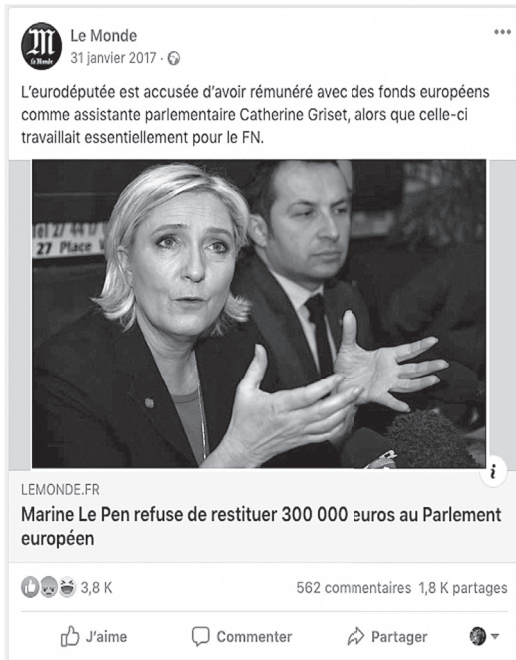 M
Le Monde
Le Monde
31 janvier 2017 ·
L'eurodéputée est accusée d'avoir rémunéré avec des fonds européens
comme assistante parlementaire Catherine Griset, alors que celle-ci
travaillait essentiellement pour le FN.
27 Place
i
LEMONDE.FR
Marine Le Pen refuse de restituer 300 000 euros au Parlement
européen
3,8 K 562 commentaires 1,8 K partages
J'aime Commenter Partager